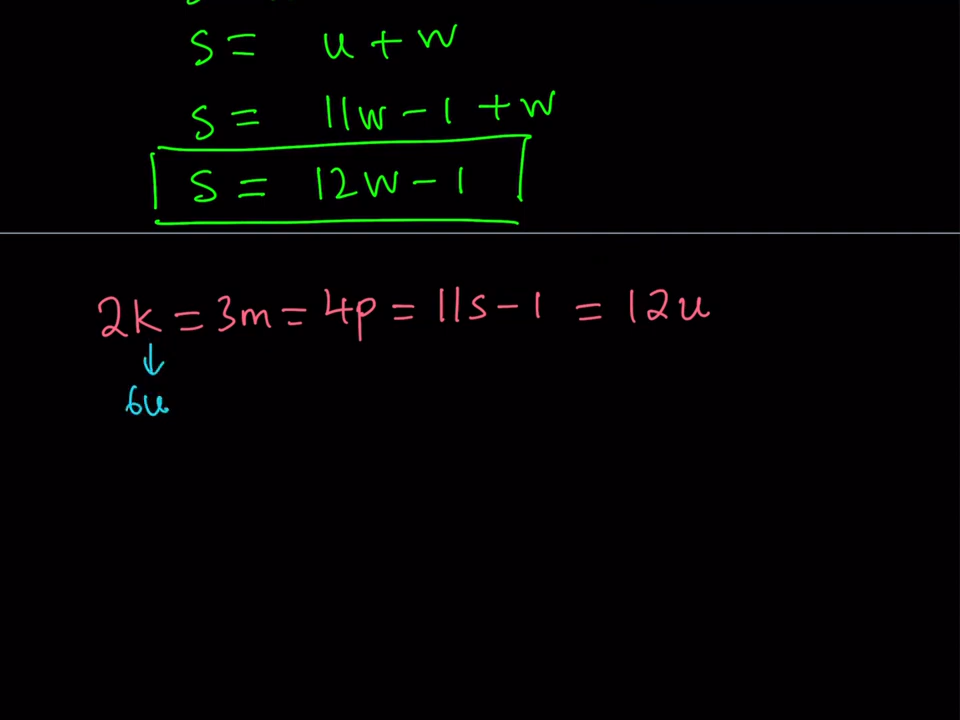 s = u + w
s = 11w - 1 + w
s = 12w - 1
2k = 3m = 4p = 11s - 1 = 12u
↓
6u